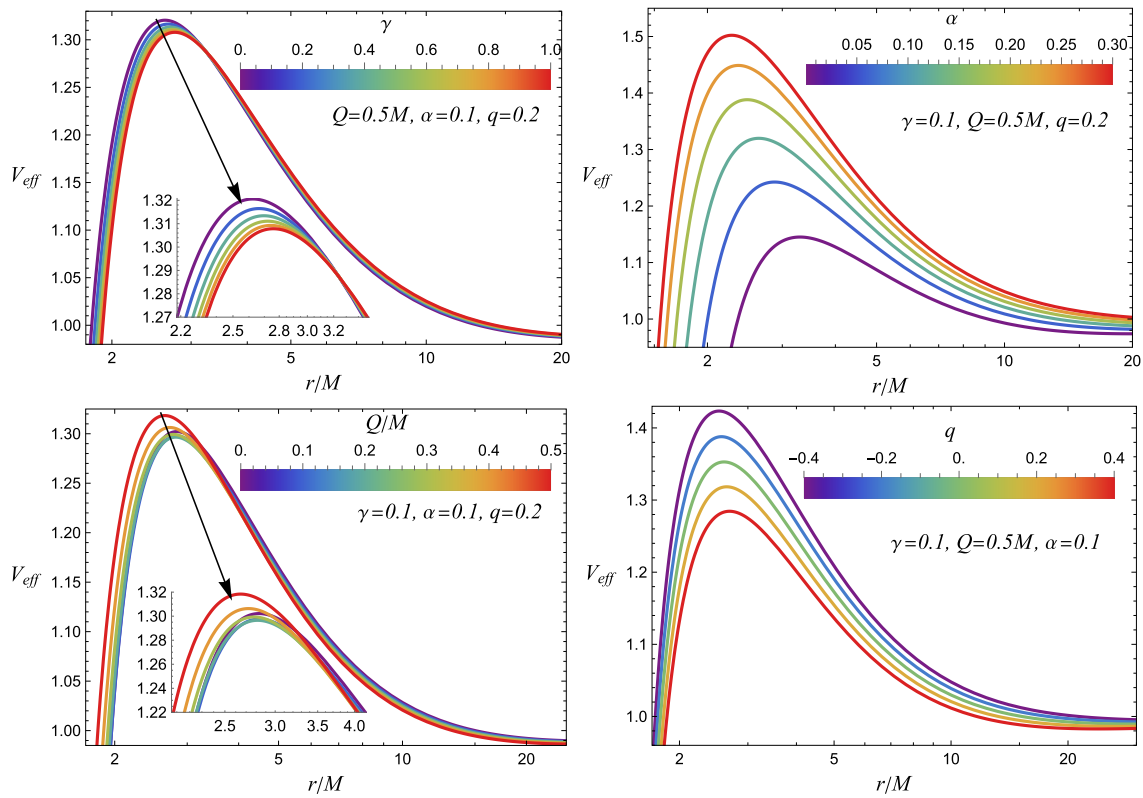 γ
0. 0.2 0.4 0.6 0.8 1.0
Q=0.5M, α=0.1, q=0.2
1.30
1.25
1.20
1.15
1.10
1.05
1.00
V_eff
1.32
1.31
1.30
1.29
1.28
1.27
2.2 2.5 2.8 3.0 3.2
2 5 10 20
r/M
α
0.05 0.10 0.15 0.20 0.25 0.30
γ=0.1, Q=0.5M, q=0.2
1.5
1.4
1.3
1.2
1.1
1.0
V_eff
2 5 10 20
r/M
Q/M
0. 0.1 0.2 0.3 0.4 0.5
γ=0.1, α=0.1, q=0.2
1.30
1.25
1.20
1.15
1.10
1.05
1.00
V_eff
1.32
1.30
1.28
1.26
1.24
1.22
2.5 3.0 3.5 4.0
2 5 10 20
r/M
q
-0.4 -0.2 0. 0.2 0.4
γ=0.1, Q=0.5M, α=0.1
1.4
1.3
1.2
1.1
1.0
V_eff
2 5 10 20
r/M